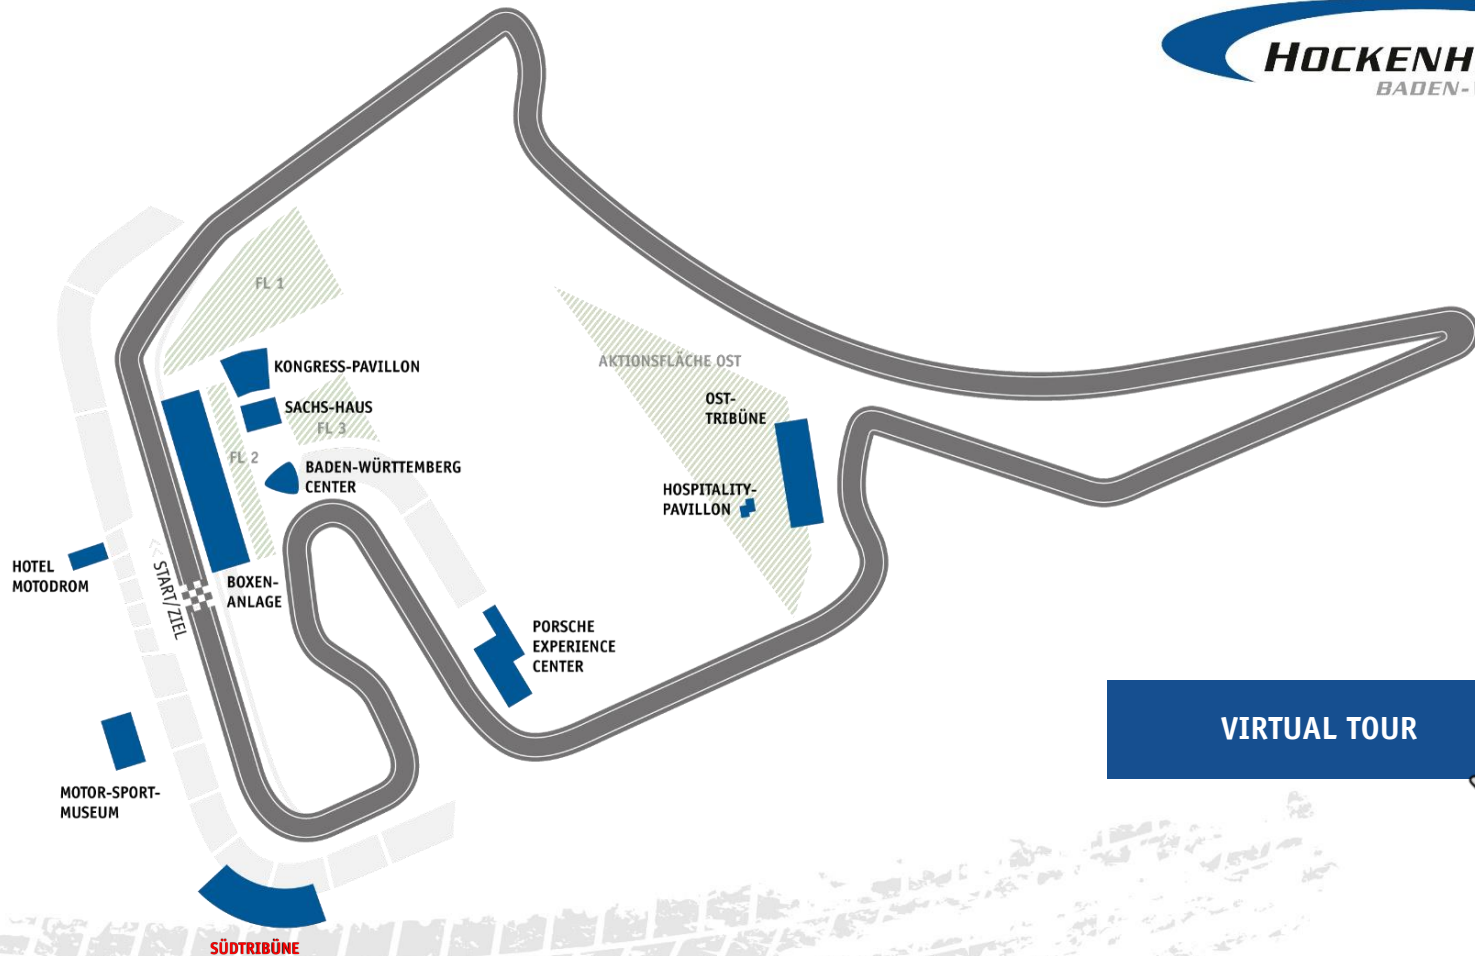 HOCKENH
BADEN-
FL 1
KONGRESS-PAVILLON
SACHS-HAUS
FL 3
FL 2
BADEN-WÜRTTEMBERG
CENTER
AKTIONSFLÄCHE OST
OST-
TRIBÜNE
HOSPITALITY-
PAVILLON
HOTEL
MOTODROM
<< START/ZIEL
BOXEN-
ANLAGE
PORSCHE
EXPERIENCE
CENTER
MOTOR-SPORT-
MUSEUM
VIRTUAL TOUR
SÜDTRIBÜNE